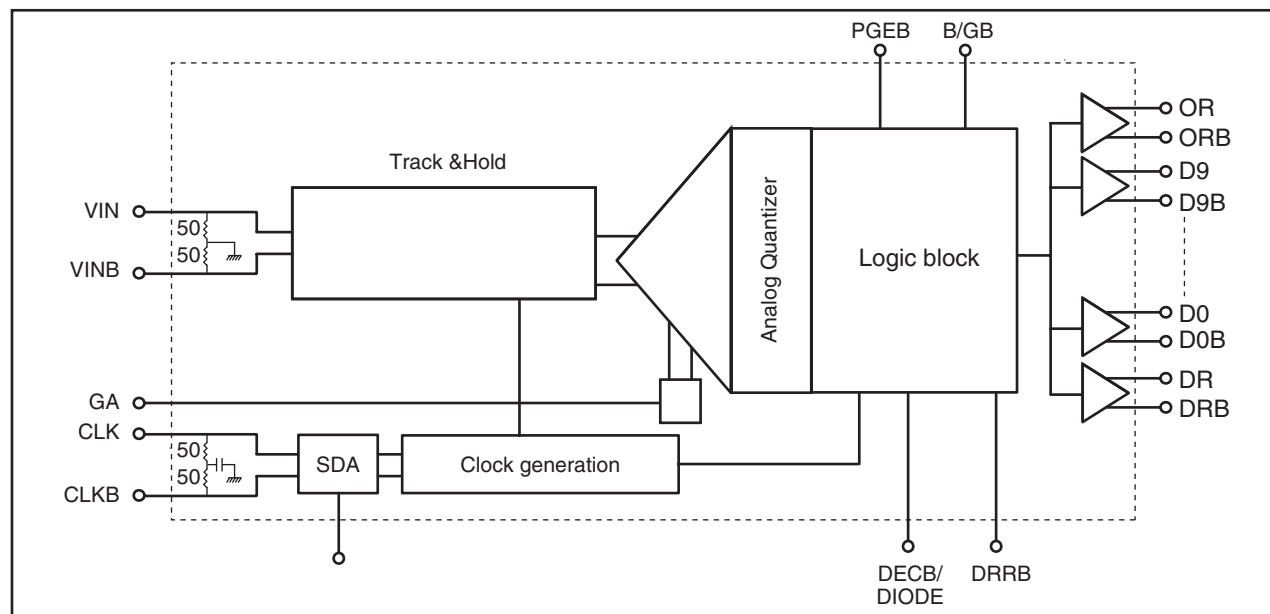 PGEB
B/GB
Track &Hold
VIN
50
50
VINB
Analog Quantizer
Logic block
OR
ORB
D9
D9B
D0
D0B
DR
DRB
GA
CLK
50
50
CLKB
SDA
Clock generation
DECB/
DIODE
DRRB